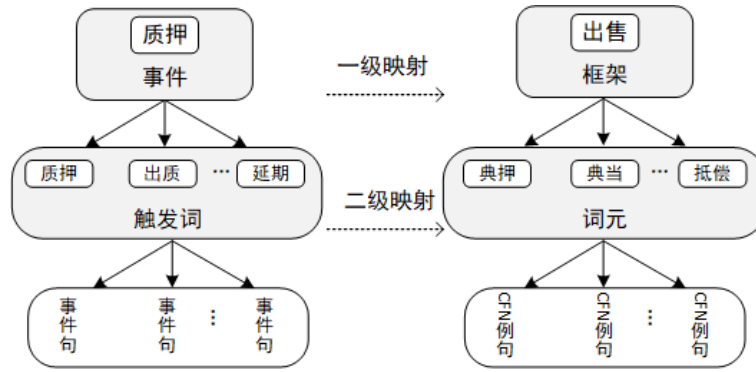 质押
出售
事件
一级映射
框架
质押
出质
…
延期
典押
典当
…
抵偿
触发词
二级映射
词元
事件句
事件句
…
事件句
CFN例句
CFN例句
…
CFN例句